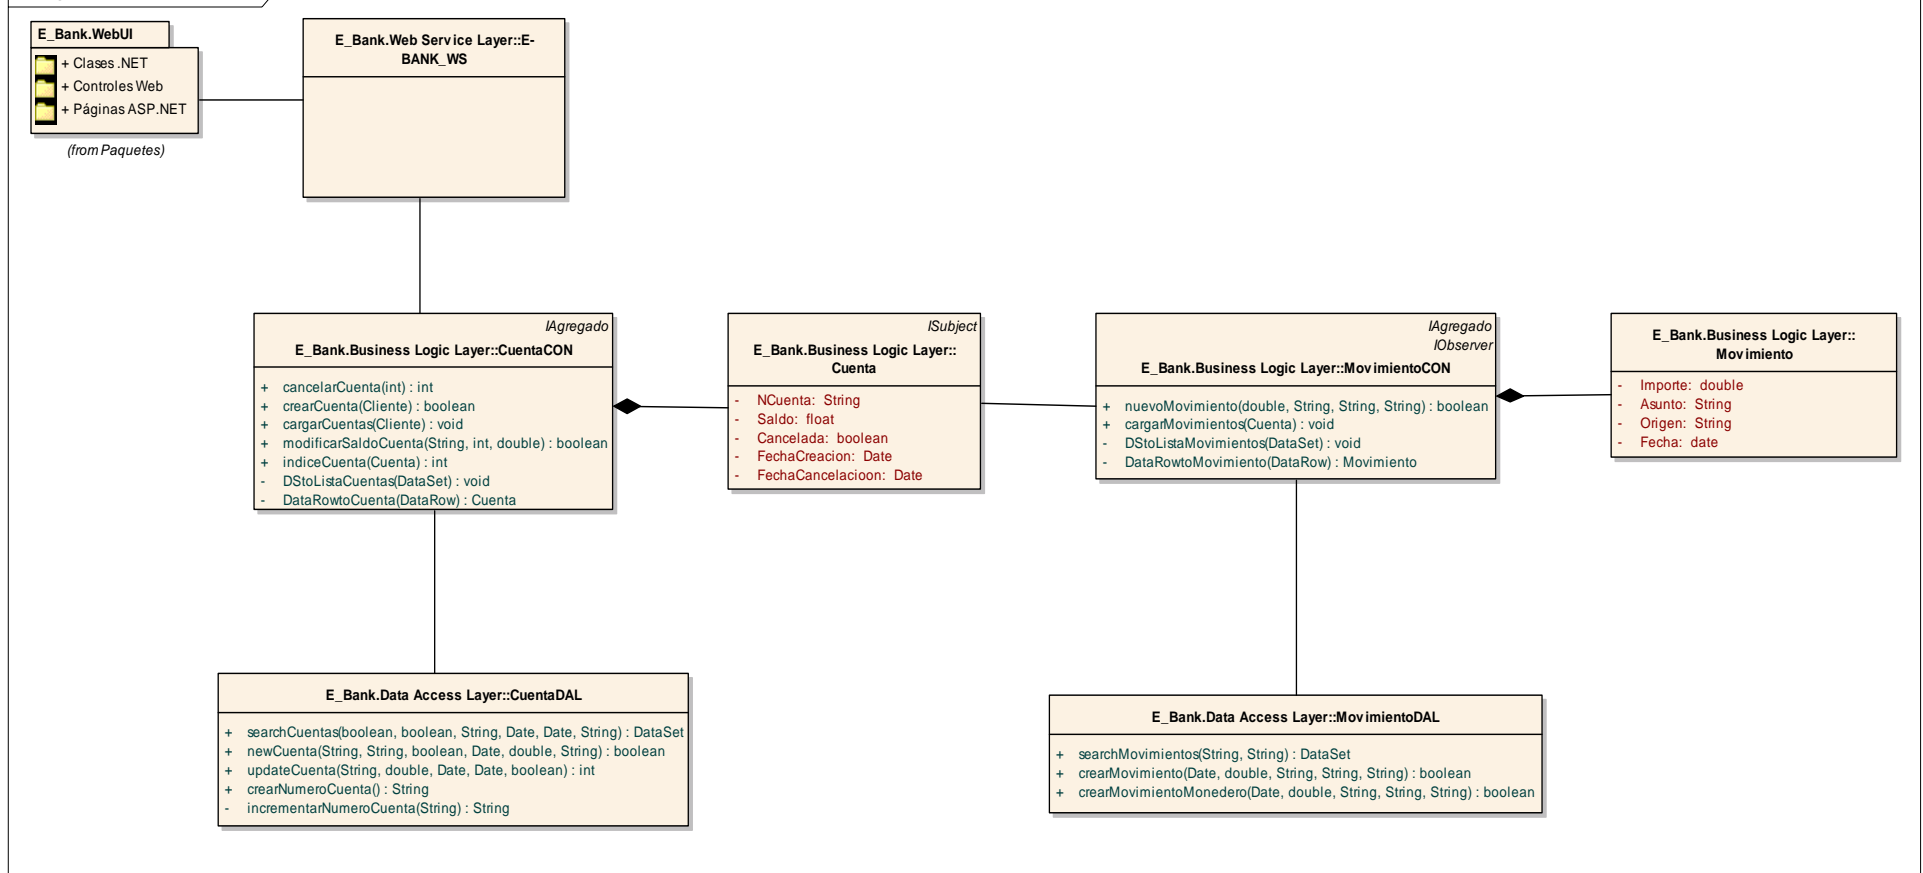 E_Bank.WebUI
+ Clases .NET
+ Controles Web
+ Páginas ASP.NET
(from Paquetes)
E_Bank.Web Service Layer::E-
BANK_WS
IAgregado
E_Bank.Business Logic Layer::CuentaCON
+ cancelarCuenta(int) : int
+ crearCuenta(Cliente) : boolean
+ cargarCuentas(Cliente) : void
+ modificarSaldoCuenta(String, int, double) : boolean
+ indiceCuenta(Cuenta) : int
- DStoListaCuentas(DataSet) : void
- DataRowtoCuenta(DataRow) : Cuenta
ISubject
E_Bank.Business Logic Layer::
Cuenta
- NCuenta: String
- Saldo: float
- Cancelada: boolean
- FechaCreacion: Date
- FechaCancelacioon: Date
IAgregado
IObserver
E_Bank.Business Logic Layer::MovimientoCON
+ nuevoMovimiento(double, String, String, String) : boolean
+ cargarMovimientos(Cuenta) : void
- DStoListaMovimientos(DataSet) : void
- DataRowtoMovimiento(DataRow) : Movimiento
E_Bank.Business Logic Layer::
Movimiento
- Importe: double
- Asunto: String
- Origen: String
- Fecha: date
E_Bank.Data Access Layer::CuentaDAL
+ searchCuentas(boolean, boolean, String, Date, Date, String) : DataSet
+ newCuenta(String, String, boolean, Date, double, String) : boolean
+ updateCuenta(String, double, Date, Date, boolean) : int
+ crearNumeroCuenta() : String
- incrementarNumeroCuenta(String) : String
E_Bank.Data Access Layer::MovimientoDAL
+ searchMovimientos(String, String) : DataSet
+ crearMovimiento(Date, double, String, String, String) : boolean
+ crearMovimientoMonedero(Date, double, String, String, String) : boolean